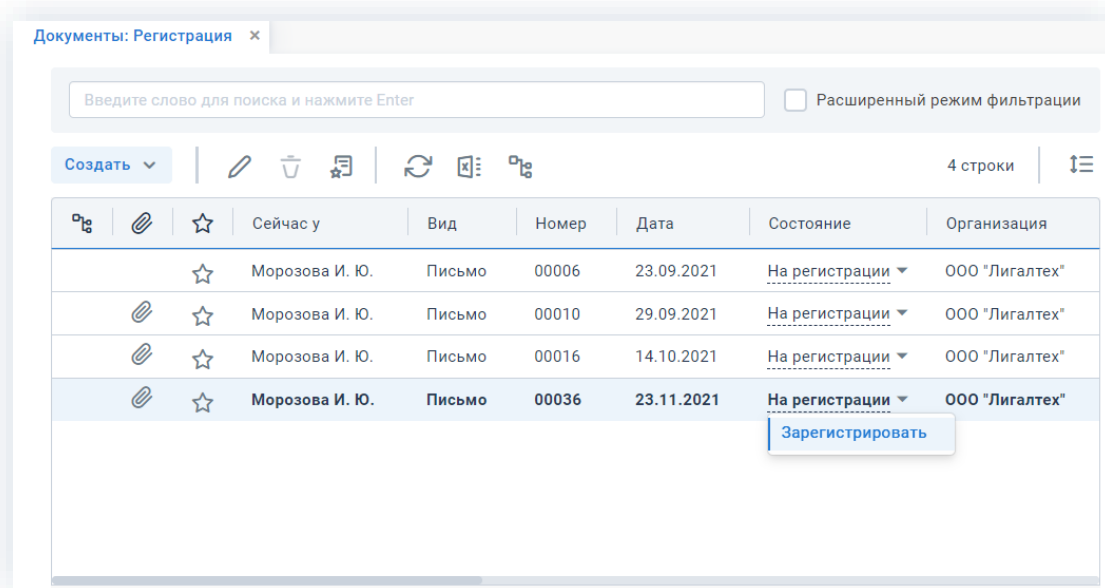 Документы: Регистрация ×
Введите слово для поиска и нажмите Enter
Расширенный режим фильтрации
Создать
4 строки
Сейчас у Вид Номер Дата Состояние Организация
Морозова И. Ю. Письмо 00006 23.09.2021 На регистрации ООО "Лигалтех"
Морозова И. Ю. Письмо 00010 29.09.2021 На регистрации ООО "Лигалтех"
Морозова И. Ю. Письмо 00016 14.10.2021 На регистрации ООО "Лигалтех"
Морозова И. Ю. Письмо 00036 23.11.2021 На регистрации ООО "Лигалтех"
Зарегистрировать